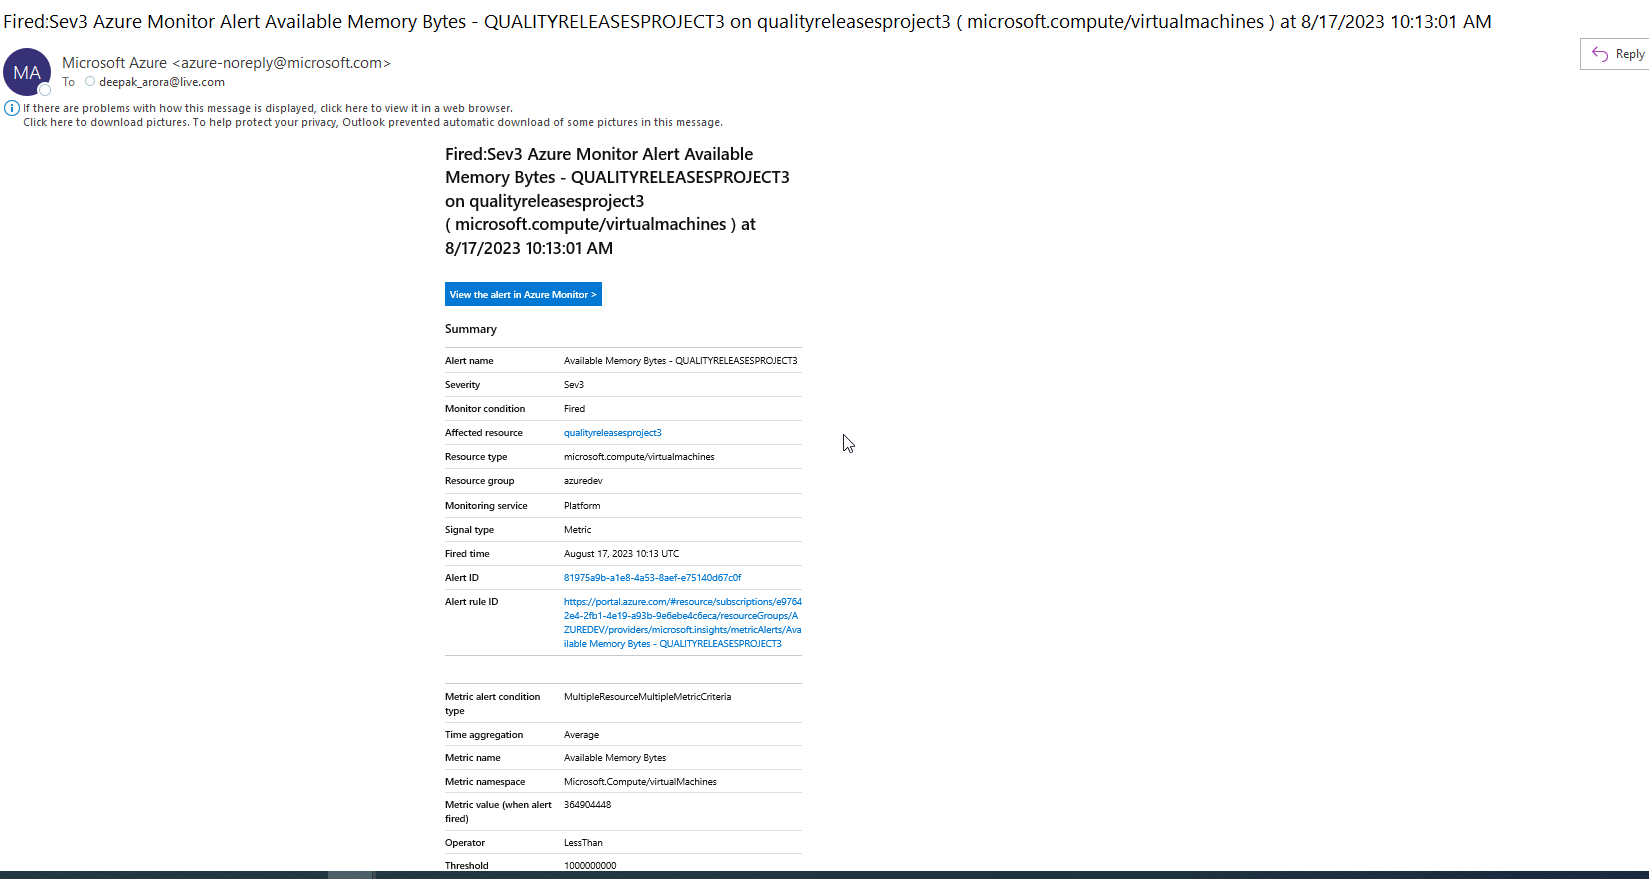 Fired:Sev3 Azure Monitor Alert Available Memory Bytes - QUALITYRELEASESPROJECT3 on qualityreleasesproject3 ( microsoft.compute/virtualmachines ) at 8/17/2023 10:13:01 AM
MA
Microsoft Azure <azure-noreply@microsoft.com>
To deepak_arora@live.com
Reply
If there are problems with how this message is displayed, click here to view it in a web browser.
Click here to download pictures. To help protect your privacy, Outlook prevented automatic download of some pictures in this message.
Fired:Sev3 Azure Monitor Alert Available
Memory Bytes - QUALITYRELEASESPROJECT3
on qualityreleasesproject3
( microsoft.compute/virtualmachines ) at
8/17/2023 10:13:01 AM
View the alert in Azure Monitor >
Summary
Alert name Available Memory Bytes - QUALITYRELEASESPROJECT3
Severity Sev3
Monitor condition Fired
Affected resource qualityreleasesproject3
Resource type microsoft.compute/virtualmachines
Resource group azuredev
Monitoring service Platform
Signal type Metric
Fired time August 17, 2023 10:13 UTC
Alert ID 81975a9b-a1e8-4a53-8aef-e75140d67c0f
Alert rule ID https://portal.azure.com/#resource/subscriptions/e9764
2e4-2fb1-4e19-a93b-9e6ebe4c6eca/resourceGroups/A
ZUREDEV/providers/microsoft.insights/metricAlerts/Ava
ilable Memory Bytes - QUALITYRELEASESPROJECT3
Metric alert condition MultipleResourceMultipleMetricCriteria
type
Time aggregation Average
Metric name Available Memory Bytes
Metric namespace Microsoft.Compute/virtualMachines
Metric value (when alert 364904448
fired)
Operator LessThan
Threshold 1000000000